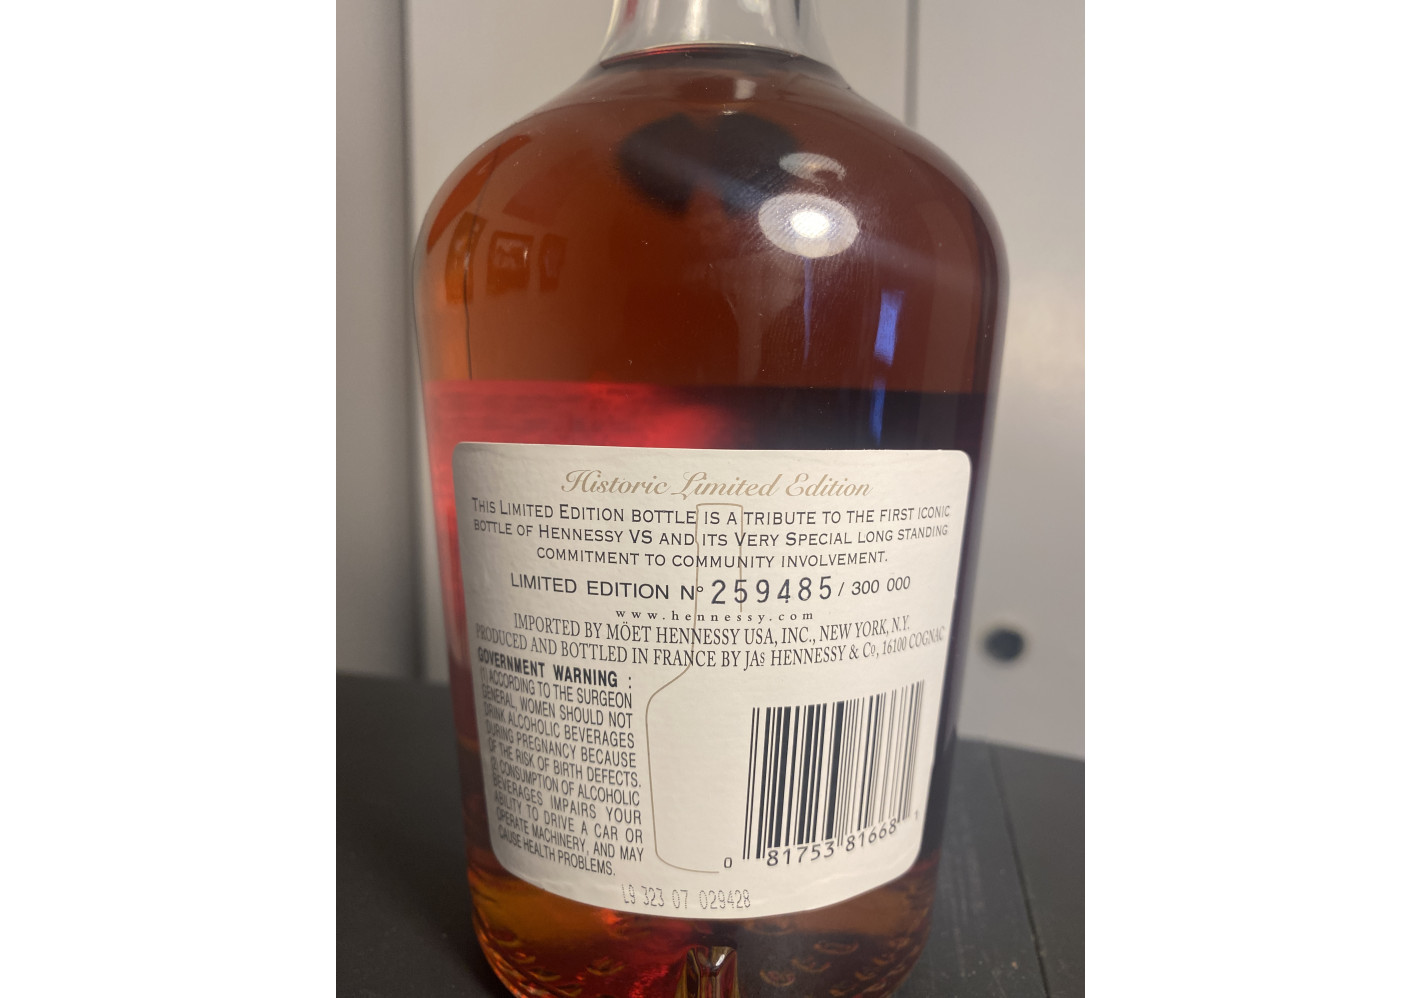 Historic Limited Edition
THIS LIMITED EDITION BOTTLE IS A TRIBUTE TO THE FIRST ICONIC
BOTTLE OF HENNESSY VS AND ITS VERY SPECIAL LONG STANDING
COMMITMENT TO COMMUNITY INVOLVEMENT.
LIMITED EDITION Nº 259485 / 300 000
www.hennessy.com
IMPORTED BY MÖET HENNESSY USA, INC., NEW YORK, N.Y.
PRODUCED AND BOTTLED IN FRANCE BY JAs HENNESSY & Co, 16100 COGNAC
GOVERNMENT WARNING :
(1) ACCORDING TO THE SURGEON
GENERAL, WOMEN SHOULD NOT
DRINK ALCOHOLIC BEVERAGES
DURING PREGNANCY BECAUSE
OF THE RISK OF BIRTH DEFECTS.
(2) CONSUMPTION OF ALCOHOLIC
BEVERAGES IMPAIRS YOUR
ABILITY TO DRIVE A CAR OR
OPERATE MACHINERY, AND MAY
CAUSE HEALTH PROBLEMS.
0 81753 81668 1
L9 323 07 029428